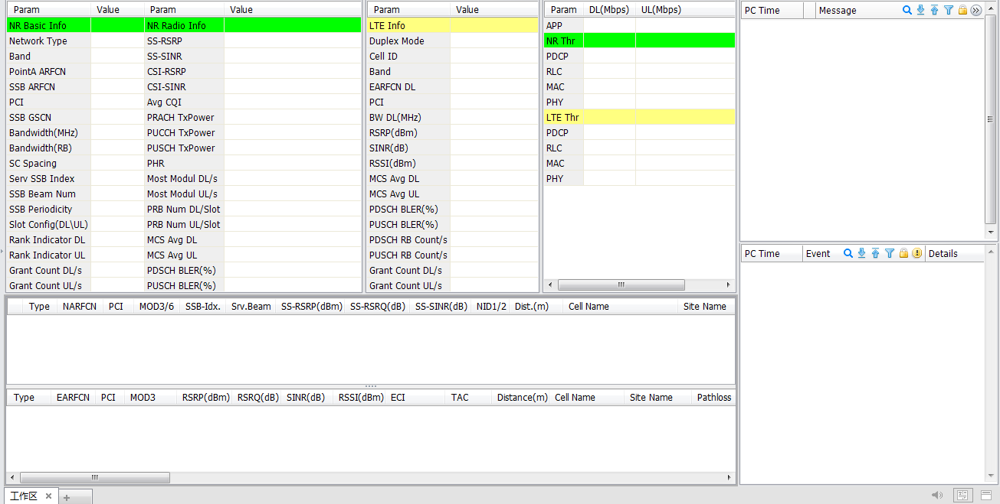 Param Value Param Value
NR Basic Info NR Radio Info
Network Type SS-RSRP
Band SS-SINR
PointA ARFCN CSI-RSRP
SSB ARFCN CSI-SINR
PCI Avg CQI
SSB GSCN PRACH TxPower
Bandwidth(MHz) PUCCH TxPower
Bandwidth(RB) PUSCH TxPower
SC Spacing PHR
Serv SSB Index Most Modul DL/s
SSB Beam Num Most Modul UL/s
SSB Periodicity PRB Num DL/Slot
Slot Config(DL\UL) PRB Num UL/Slot
Rank Indicator DL MCS Avg DL
Rank Indicator UL MCS Avg UL
Grant Count DL/s PDSCH BLER(%)
Grant Count UL/s PUSCH BLER(%)
Param Value
LTE Info
Duplex Mode
Cell ID
Band
EARFCN DL
PCI
BW DL(MHz)
RSRP(dBm)
SINR(dB)
RSSI(dBm)
MCS Avg DL
MCS Avg UL
PDSCH BLER(%)
PUSCH BLER(%)
PDSCH RB Count/s
PUSCH RB Count/s
Grant Count DL/s
Grant Count UL/s
Param DL(Mbps) UL(Mbps)
APP
NR Thr
PDCP
RLC
MAC
PHY
LTE Thr
PDCP
RLC
MAC
PHY
PC Time Message
PC Time Event Details
Type NARFCN PCI MOD3/6 SSB-Idx. Srv.Beam SS-RSRP(dBm) SS-RSRQ(dB) SS-SINR(dB) NID1/2 Dist.(m) Cell Name Site Name
Type EARFCN PCI MOD3 RSRP(dBm) RSRQ(dB) SINR(dB) RSSI(dBm) ECI TAC Distance(m) Cell Name Site Name Pathloss
工作区